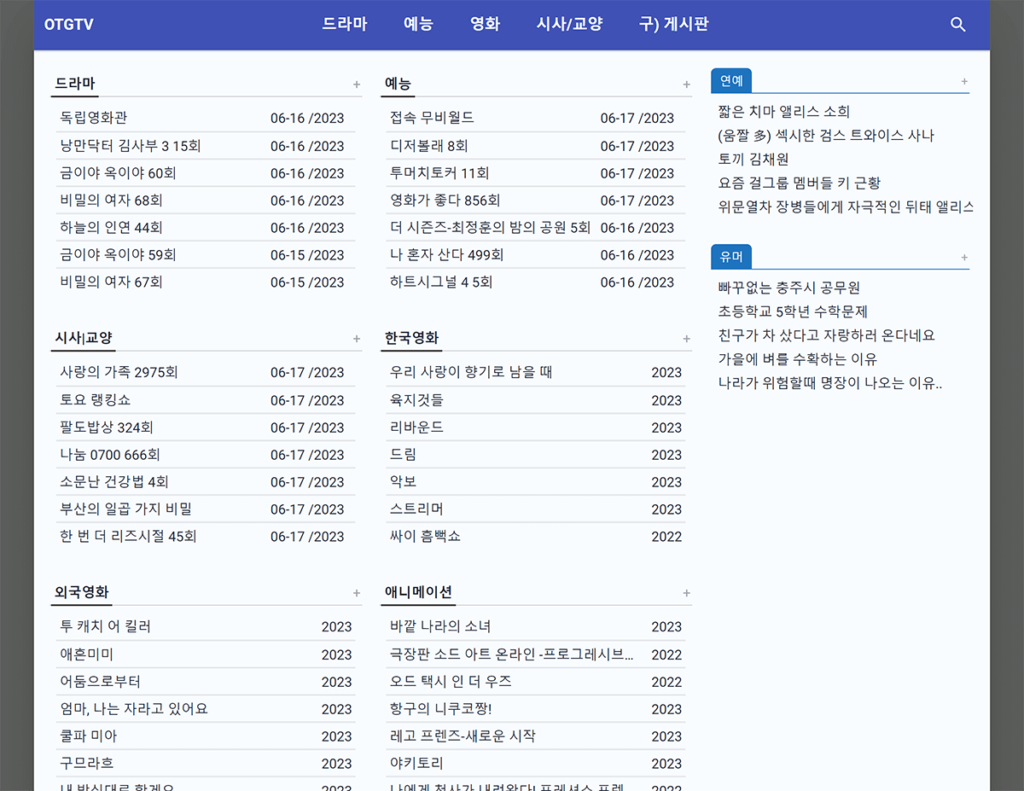 OTGTV
드라마 예능 영화 시사/교양 구) 게시판
드라마 +
독립영화관 06-16 /2023
낭만닥터 김사부 3 15회 06-16 /2023
금이야 옥이야 60회 06-16 /2023
비밀의 여자 68회 06-16 /2023
하늘의 인연 44회 06-16 /2023
금이야 옥이야 59회 06-15 /2023
비밀의 여자 67회 06-15 /2023
예능 +
접속 무비월드 06-17 /2023
디저볼래 8회 06-17 /2023
투머치토커 11회 06-17 /2023
영화가 좋다 856회 06-17 /2023
더 시즌즈-최정훈의 밤의 공원 5회 06-16 /2023
나 혼자 산다 499회 06-16 /2023
하트시그널 4 5회 06-16 /2023
연예 +
짧은 치마 앨리스 소희
(움짤 多) 섹시한 검스 트와이스 사나
토끼 김채원
요즘 걸그룹 멤버들 키 근황
위문열차 장병들에게 자극적인 뒤태 앨리스
유머 +
빠꾸없는 충주시 공무원
초등학교 5학년 수학문제
친구가 차 샀다고 자랑하러 온다네요
가을에 벼를 수확하는 이유
나라가 위험할때 명장이 나오는 이유..
시사|교양 +
사랑의 가족 2975회 06-17 /2023
토요 랭킹쇼 06-17 /2023
팔도밥상 324회 06-17 /2023
나눔 0700 666회 06-17 /2023
소문난 건강법 4회 06-17 /2023
부산의 일곱 가지 비밀 06-17 /2023
한 번 더 리즈시절 45회 06-17 /2023
한국영화 +
우리 사랑이 향기로 남을 때 2023
육지것들 2023
리바운드 2023
드림 2023
악보 2023
스트리머 2023
싸이 흠뻑쇼 2022
외국영화 +
투 캐치 어 킬러 2023
애흔미미 2023
어둠으로부터 2023
엄마, 나는 자라고 있어요 2023
쿨파 미아 2023
구므라흐 2023
내 방식대로 할게요 2023
애니메이션 +
바깥 나라의 소녀 2023
극장판 소드 아트 온라인 -프로그레시브... 2022
오드 택시 인 더 우즈 2022
항구의 니쿠코짱! 2023
레고 프렌즈-새로운 시작 2023
야키토리 2023
나에게 천사가 내려왔다! 프레셔스 프렌 2022